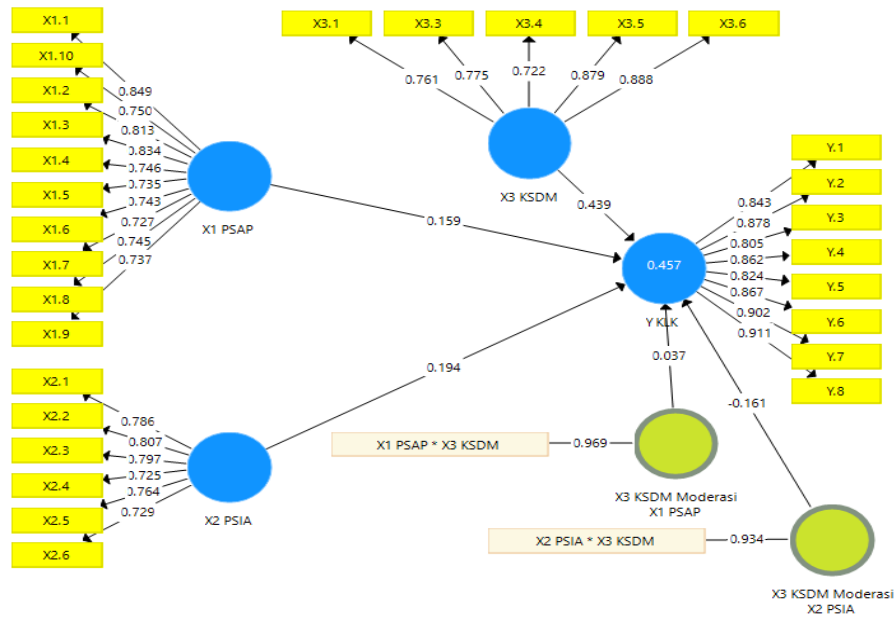 X1.1
X1.10
X1.2
X1.3
X1.4
X1.5
X1.6
X1.7
X1.8
X1.9
0.849
0.750
0.813
0.834
0.746
0.735
0.743
0.727
0.745
0.737
X1 PSAP
X3.1
X3.3
X3.4
X3.5
X3.6
0.761
0.775
0.722
0.879
0.888
X3 KSDM
0.439
0.159
0.194
0.457
Y KLK
0.843
0.878
0.805
0.862
0.824
0.867
0.902
0.911
Y.1
Y.2
Y.3
Y.4
Y.5
Y.6
Y.7
Y.8
X2.1
X2.2
X2.3
X2.4
X2.5
X2.6
0.786
0.807
0.797
0.725
0.764
0.729
X2 PSIA
0.037
-0.161
X1 PSAP * X3 KSDM
0.969
X3 KSDM Moderasi
X1 PSAP
X2 PSIA * X3 KSDM
0.934
X3 KSDM Moderasi
X2 PSIA